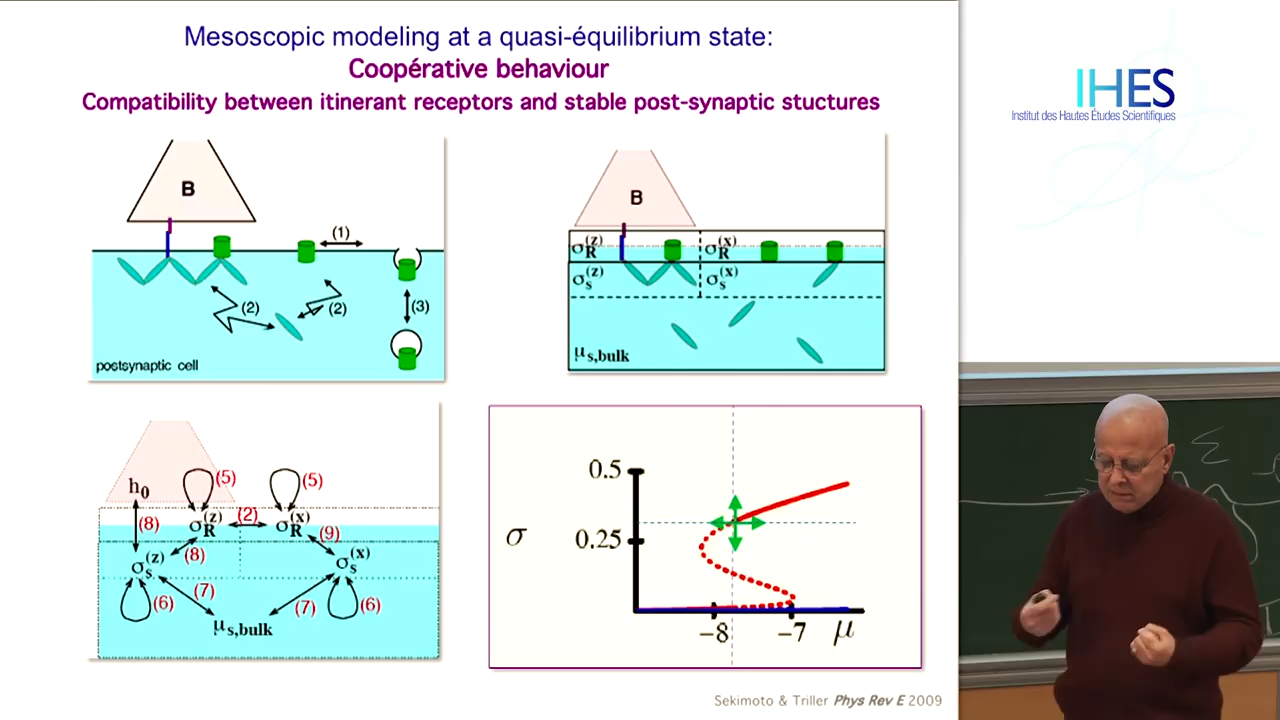 Mesoscopic modeling at a quasi-équilibrium state:
Coopérative behaviour
Compatibility between itinerant receptors and stable post-synaptic stuctures
IHES
Institut des Hautes Études Scientifiques
B
(1)
(2)
(2)
(3)
postsynaptic cell
B
σR(z)
σR(x)
σs(z)
σs(x)
μs,bulk
h0
(5)
(5)
(8)
σR(z)
(2)
σR(x)
(9)
(8)
σs(z)
σs(x)
(7)
(7)
(6)
(6)
μs,bulk
0.5
σ
0.25
-8
-7
μ
Sekimoto & Triller Phys Rev E 2009